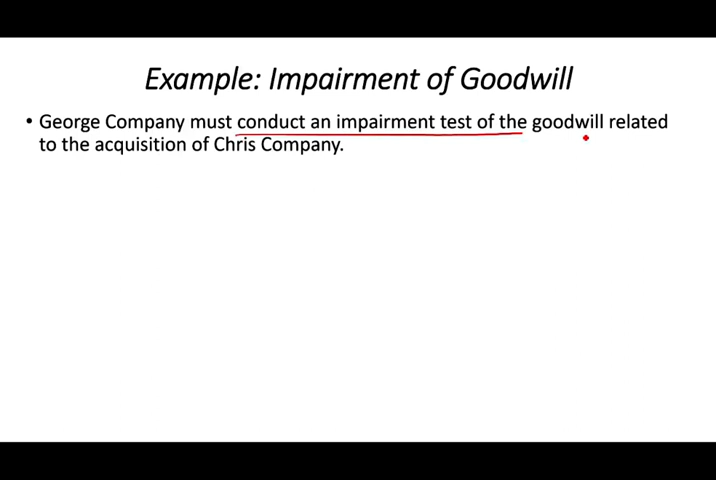 Example: Impairment of Goodwill
• George Company must conduct an impairment test of the goodwill related
to the acquisition of Chris Company.